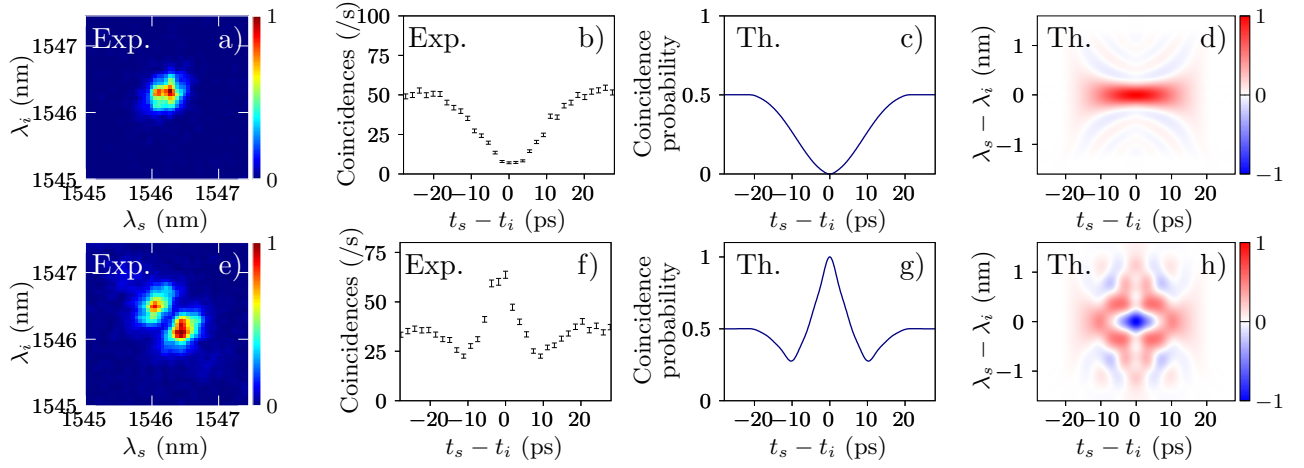 Exp. a)
λi (nm)
1547
1546
1545
1545 1546 1547
λs (nm)
1
0
Exp. b)
Coincidences (/s)
100
75
50
25
0
−20 −10 0 10 20
ts − ti (ps)
Th. c)
Coincidence
probability
1
0.5
0
−20 −10 0 10 20
ts − ti (ps)
Th. d)
λs − λi (nm)
1
0
−1
−20 −10 0 10 20
ts − ti (ps)
1
0
−1
Exp. e)
λi (nm)
1547
1546
1545
1545 1546 1547
λs (nm)
1
0
Exp. f)
Coincidences (/s)
75
50
25
0
−20 −10 0 10 20
ts − ti (ps)
Th. g)
Coincidence
probability
1
0.5
0
−20 −10 0 10 20
ts − ti (ps)
Th. h)
λs − λi (nm)
1
0
−1
−20 −10 0 10 20
ts − ti (ps)
1
0
−1